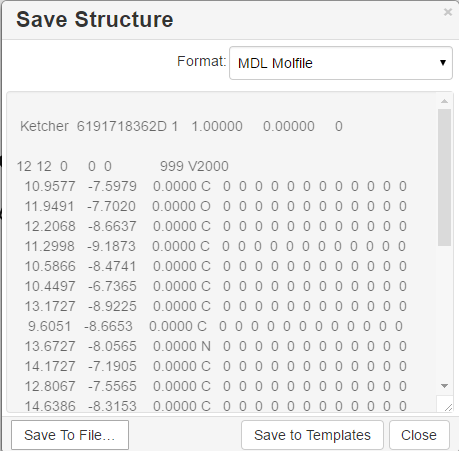 Save Structure
×
Format: MDL Molfile
Ketcher 6191718362D 1 1.00000 0.00000 0
12 12 0 0 0 999 V2000
10.9577 -7.5979 0.0000 C 0 0 0 0 0 0 0 0 0 0 0 0
11.9491 -7.7020 0.0000 O 0 0 0 0 0 0 0 0 0 0 0 0
12.2068 -8.6637 0.0000 C 0 0 0 0 0 0 0 0 0 0 0 0
11.2998 -9.1873 0.0000 C 0 0 0 0 0 0 0 0 0 0 0 0
10.5866 -8.4741 0.0000 C 0 0 0 0 0 0 0 0 0 0 0 0
10.4497 -6.7365 0.0000 C 0 0 0 0 0 0 0 0 0 0 0 0
13.1727 -8.9225 0.0000 C 0 0 0 0 0 0 0 0 0 0 0 0
9.6051 -8.6653 0.0000 C 0 0 0 0 0 0 0 0 0 0 0 0
13.6727 -8.0565 0.0000 N 0 0 0 0 0 0 0 0 0 0 0 0
14.1727 -7.1905 0.0000 C 0 0 0 0 0 0 0 0 0 0 0 0
12.8067 -7.5565 0.0000 C 0 0 0 0 0 0 0 0 0 0 0 0
14.6386 -8.3153 0.0000 C 0 0 0 0 0 0 0 0 0 0 0 0
Save To File... Save to Templates Close